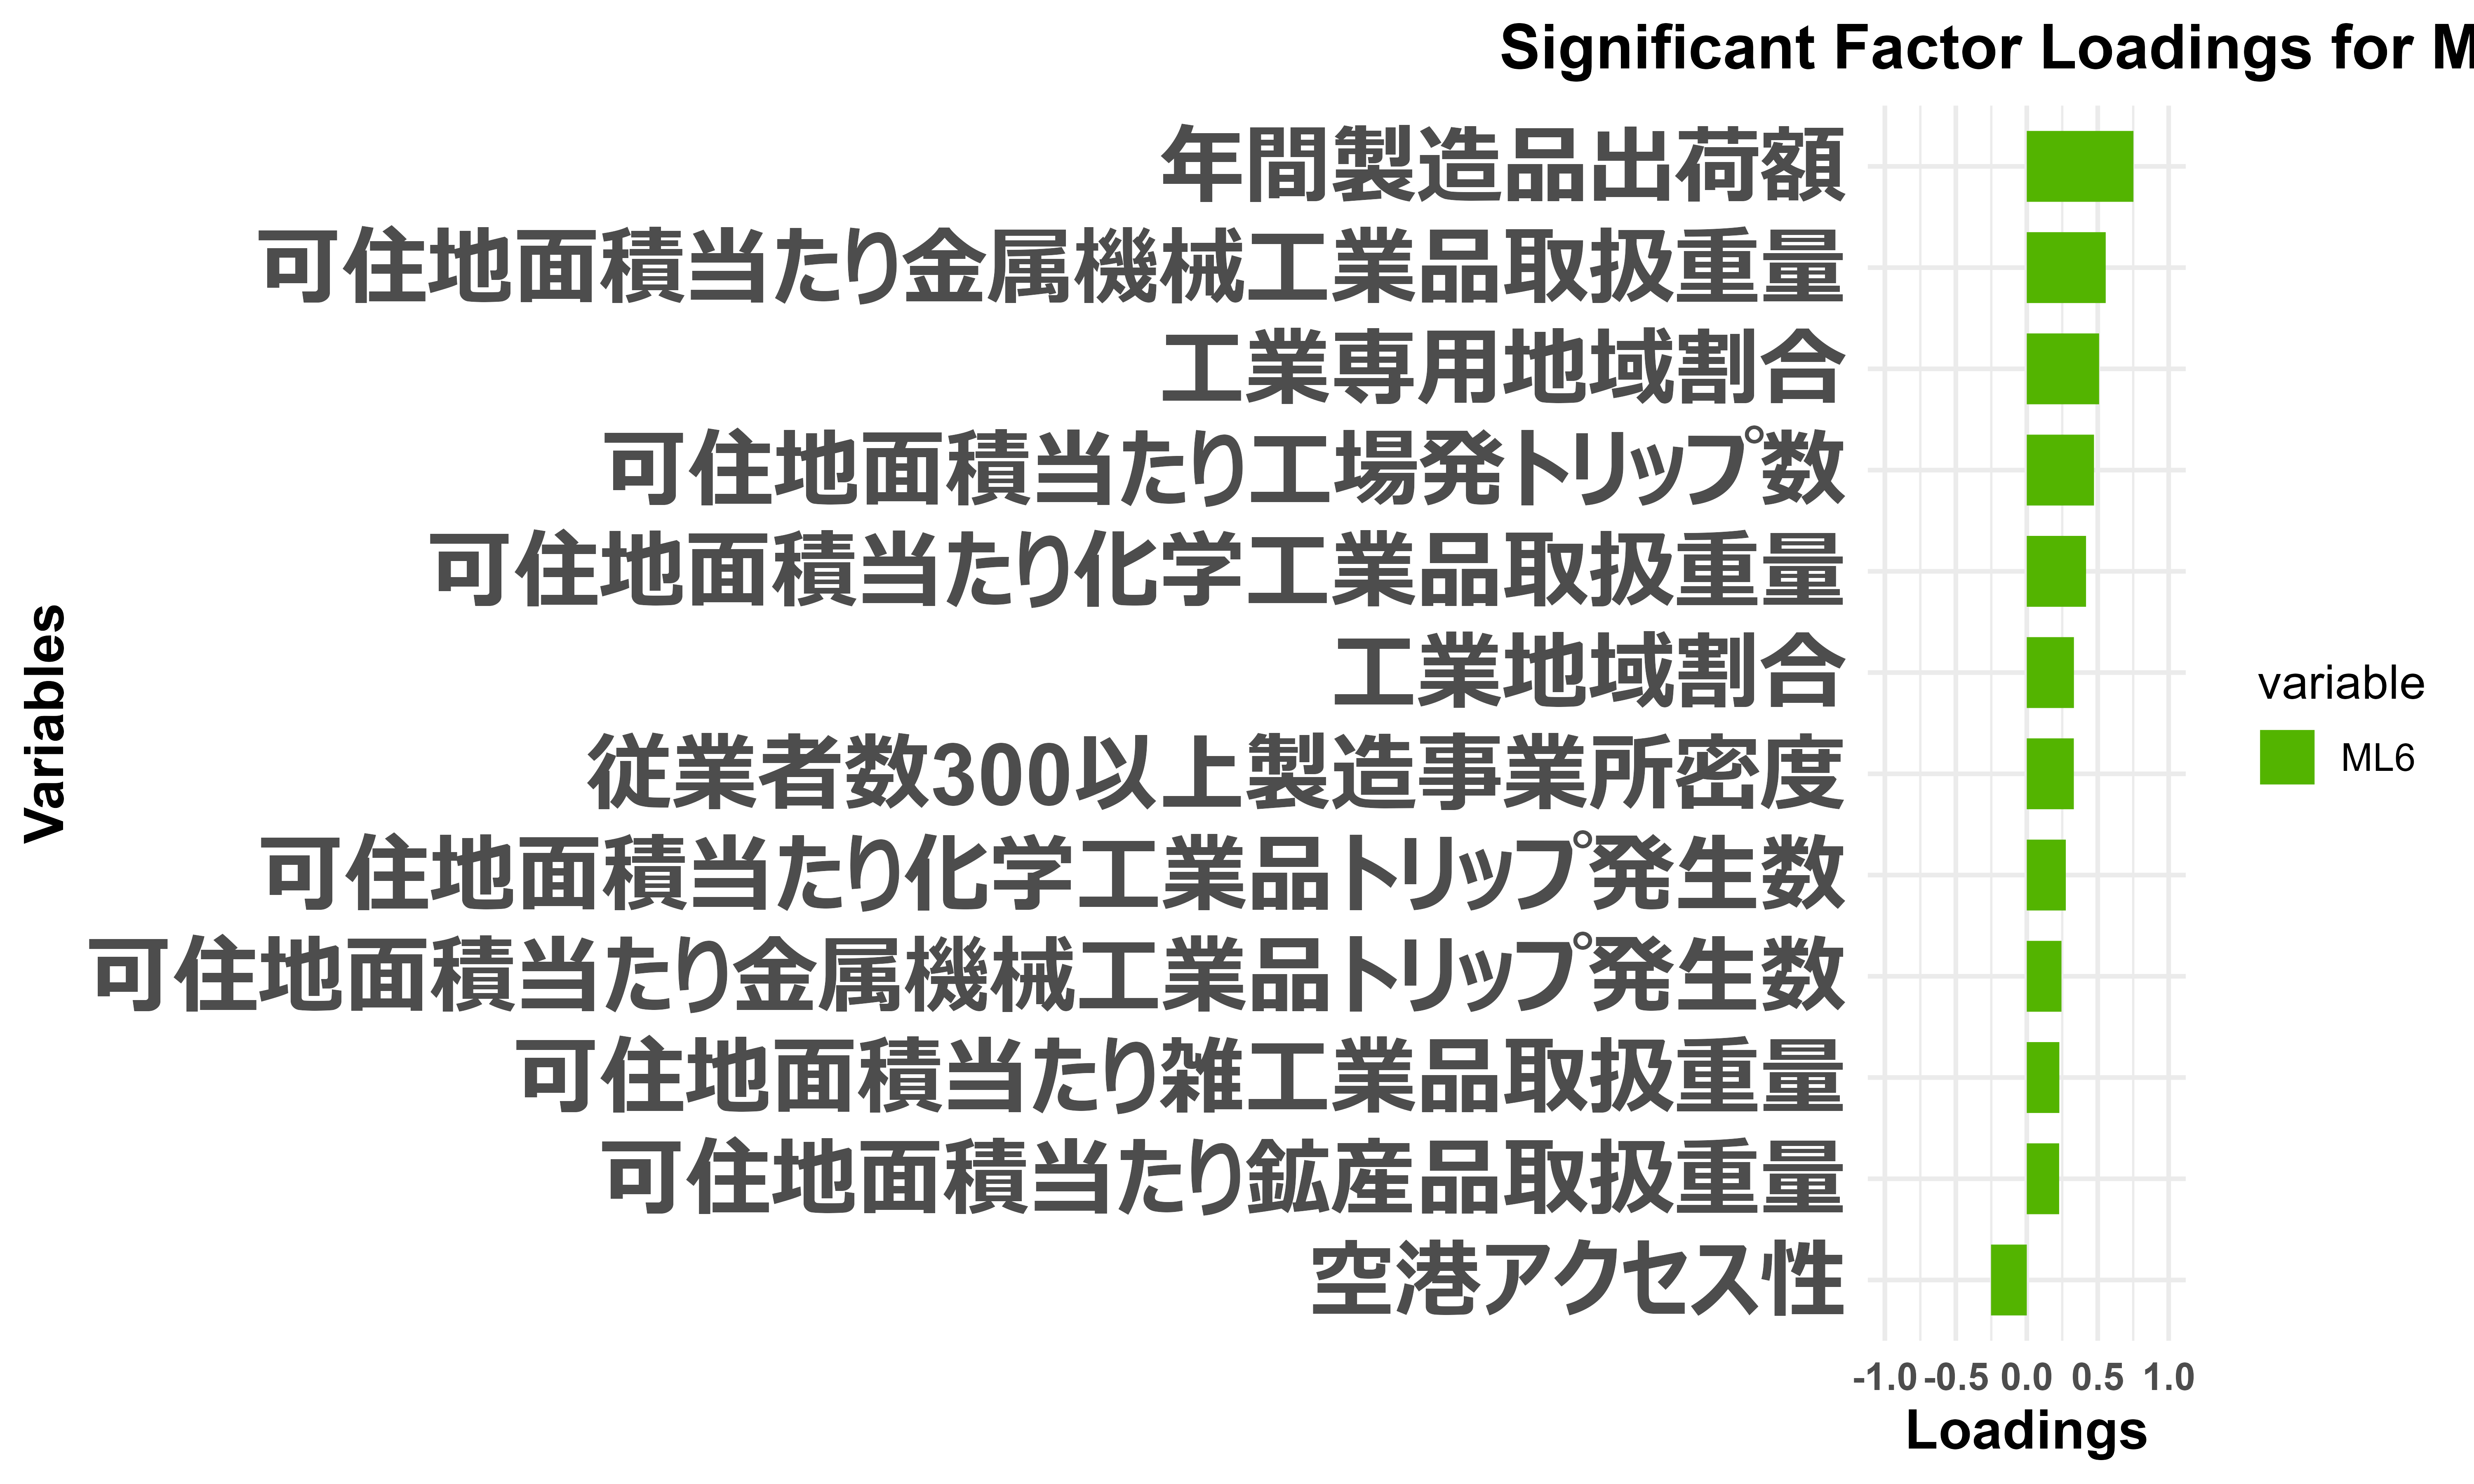 Significant Factor Loadings for M
年間製造品出荷額
可住地面積当たり金属機械工業品取扱重量
工業専用地域割合
可住地面積当たり工場発トリップ数
可住地面積当たり化学工業品取扱重量
工業地域割合
従業者数300以上製造事業所密度
可住地面積当たり化学工業品トリップ発生数
可住地面積当たり金属機械工業品トリップ発生数
可住地面積当たり雑工業品取扱重量
可住地面積当たり鉱産品取扱重量
空港アクセス性
Variables
-1.0 -0.5 0.0 0.5 1.0
Loadings
variable
ML6